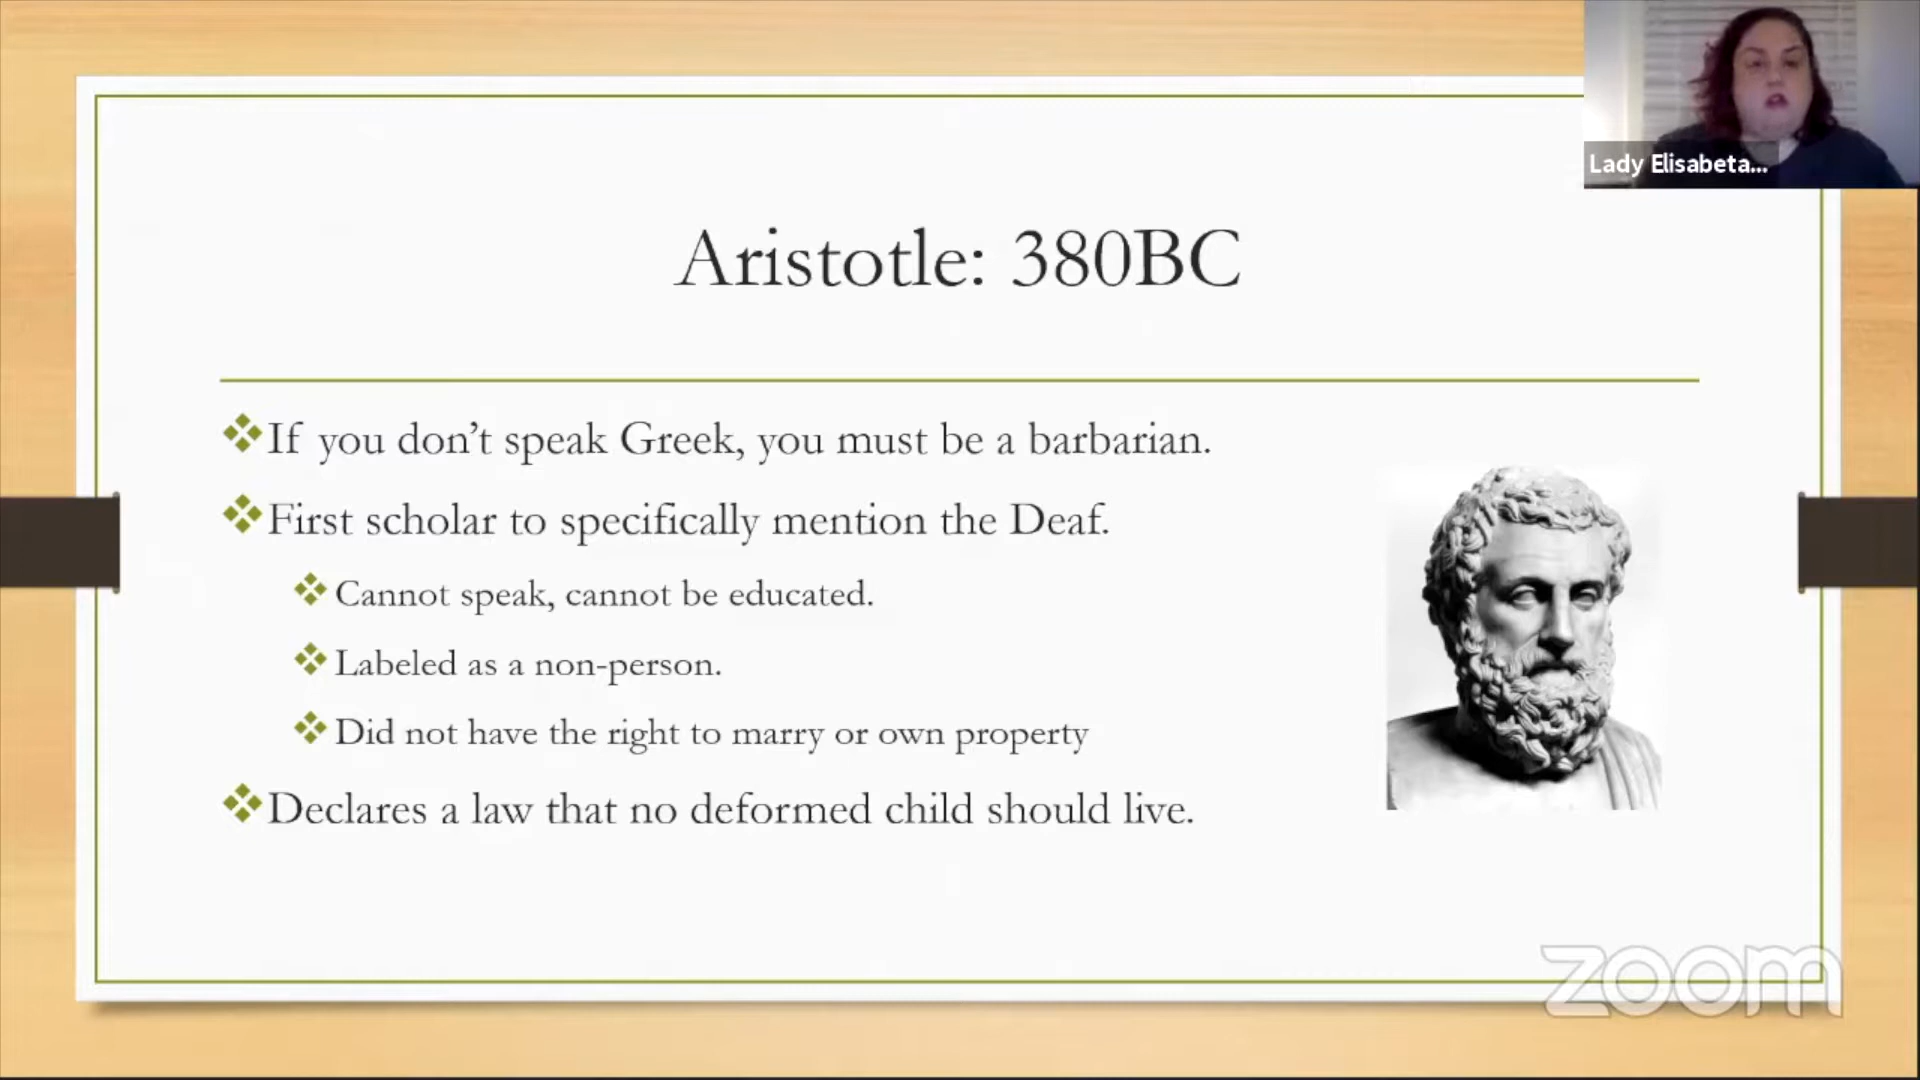 Lady Elisabeta...
Aristotle: 380BC
If you don’t speak Greek, you must be a barbarian.
First scholar to specifically mention the Deaf.
Cannot speak, cannot be educated.
Labeled as a non-person.
Did not have the right to marry or own property
Declares a law that no deformed child should live.
zoom